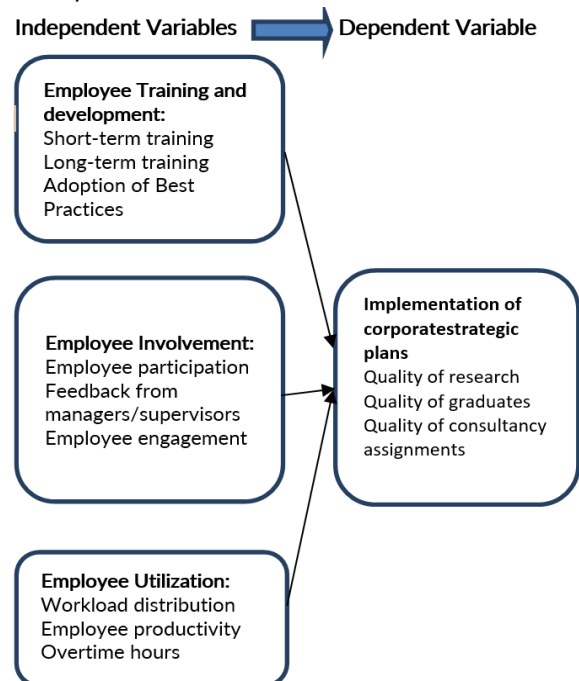 Independent Variables
Dependent Variable
Employee Training and
development:
Short-term training
Long-term training
Adoption of Best
Practices
Employee Involvement:
Employee participation
Feedback from
managers/supervisors
Employee engagement
Employee Utilization:
Workload distribution
Employee productivity
Overtime hours
Implementation of
corporatestrategic
plans
Quality of research
Quality of graduates
Quality of consultancy
assignments